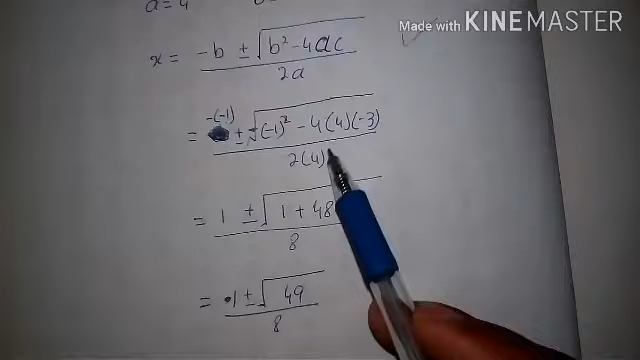 a = 4
Made with KINEMASTER
x = -b ± √b² - 4ac / 2a
= -(-1) ± √(-1)² - 4(4)(-3) / 2(4)
= 1 ± √1 + 48 / 8
= 1 ± √49 / 8